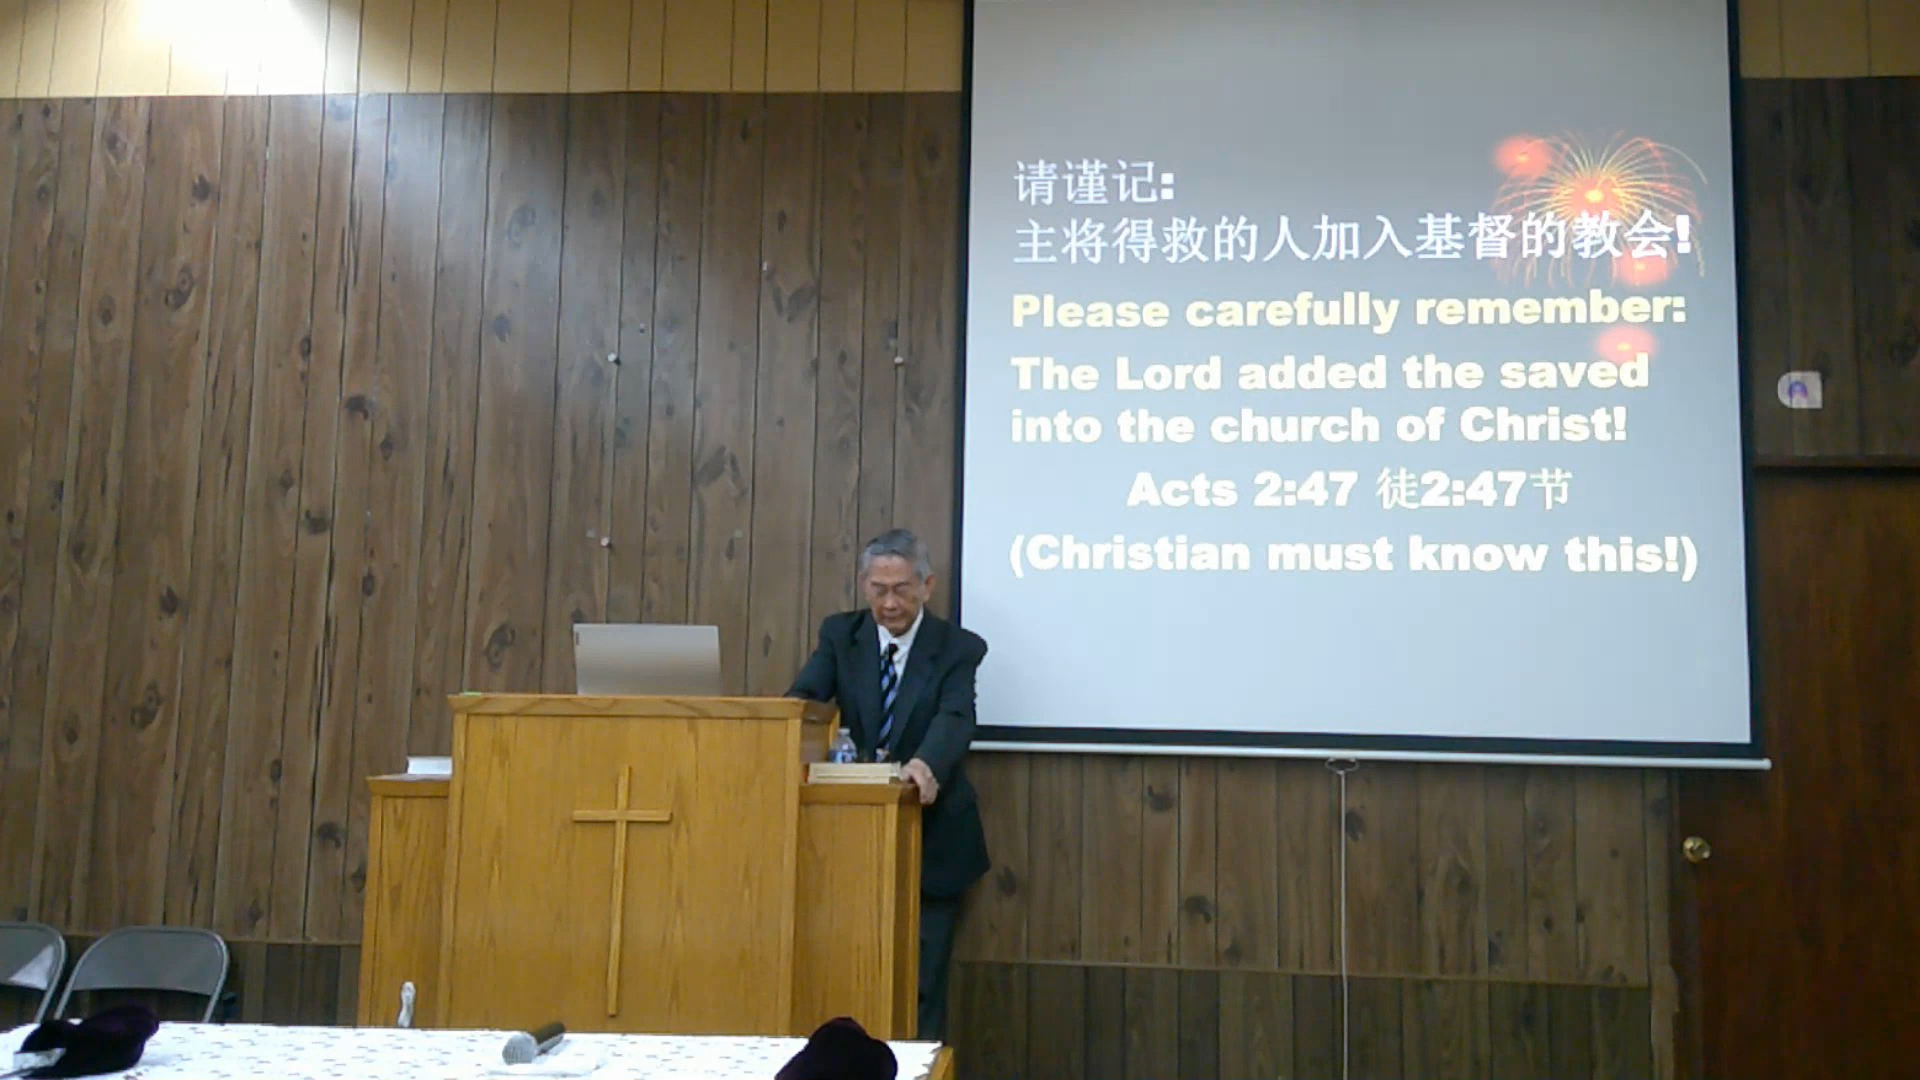 请谨记:
主将得救的人加入基督的教会!
Please carefully remember:
The Lord added the saved
into the church of Christ!
Acts 2:47 徒2:47节
(Christian must know this!)